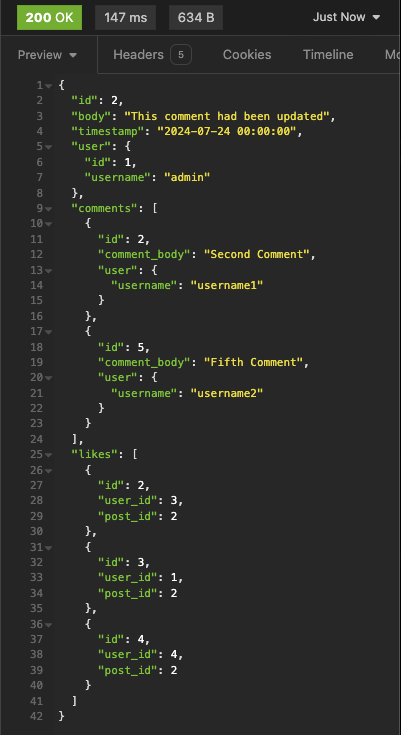 200 OK 147 ms 634 B Just Now
Preview Headers 5 Cookies Timeline
1 {
2 "id": 2,
3 "body": "This comment had been updated",
4 "timestamp": "2024-07-24 00:00:00",
5 "user": {
6 "id": 1,
7 "username": "admin"
8 },
9 "comments": [
10 {
11 "id": 2,
12 "comment_body": "Second Comment",
13 "user": {
14 "username": "username1"
15 }
16 },
17 {
18 "id": 5,
19 "comment_body": "Fifth Comment",
20 "user": {
21 "username": "username2"
22 }
23 }
24 ],
25 "likes": [
26 {
27 "id": 2,
28 "user_id": 3,
29 "post_id": 2
30 },
31 {
32 "id": 3,
33 "user_id": 1,
34 "post_id": 2
35 },
36 {
37 "id": 4,
38 "user_id": 4,
39 "post_id": 2
40 }
41 ]
42 }